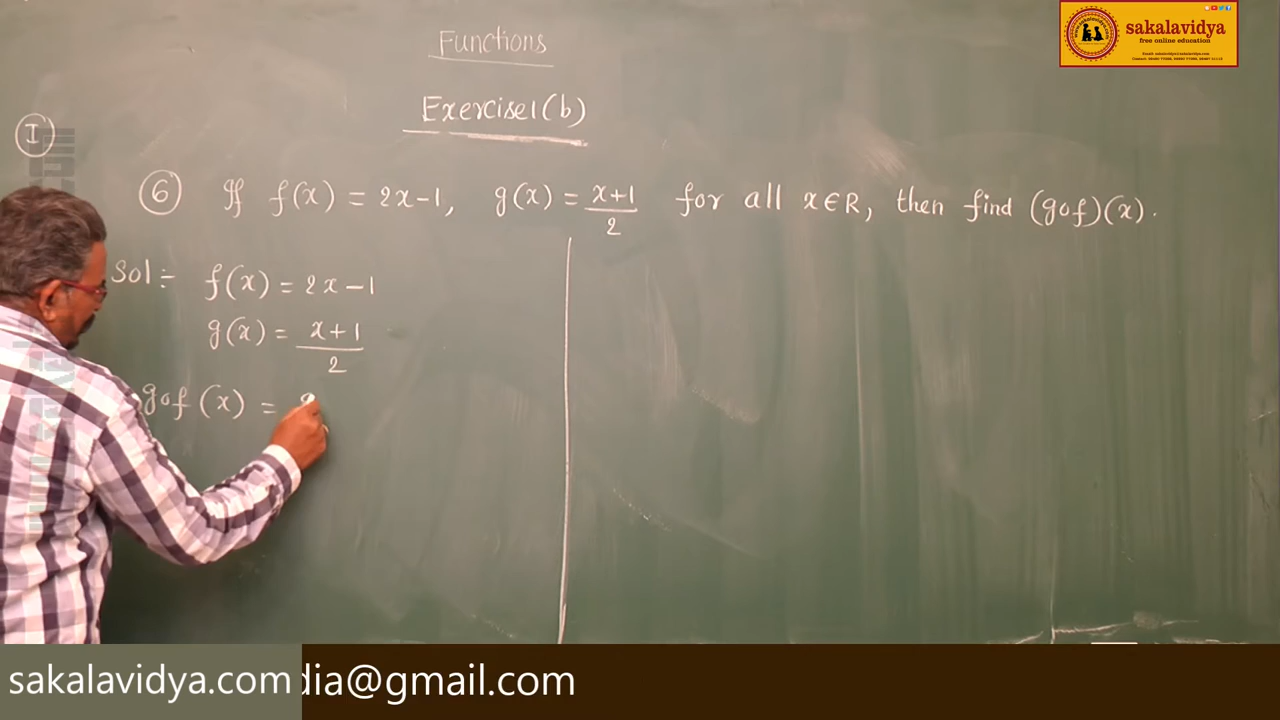 sakalavidya
free online education
Functions
Exercise1(b)
I
6 If f(x) = 2x-1, g(x) = x+1/2 for all x∈R, then find (gof)(x).
Sol:- f(x) = 2x-1
g(x) = x+1/2
gof(x) = g
sakalavidya.com dia@gmail.com